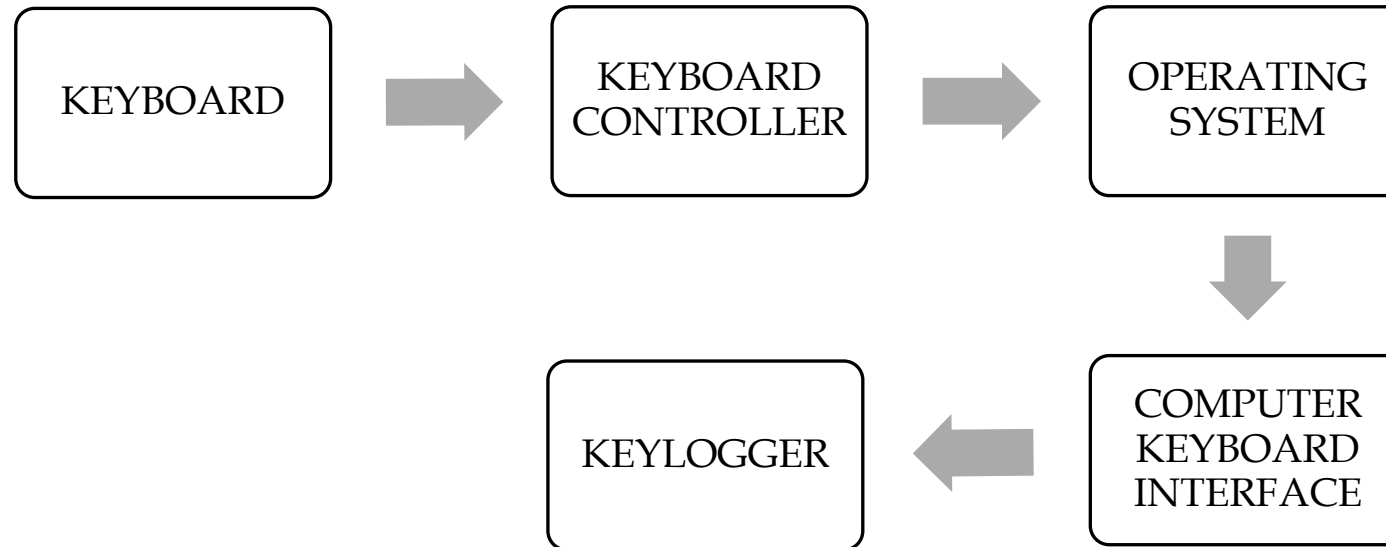 KEYBOARD
KEYBOARD
CONTROLLER
OPERATING
SYSTEM
COMPUTER
KEYBOARD
INTERFACE
KEYLOGGER